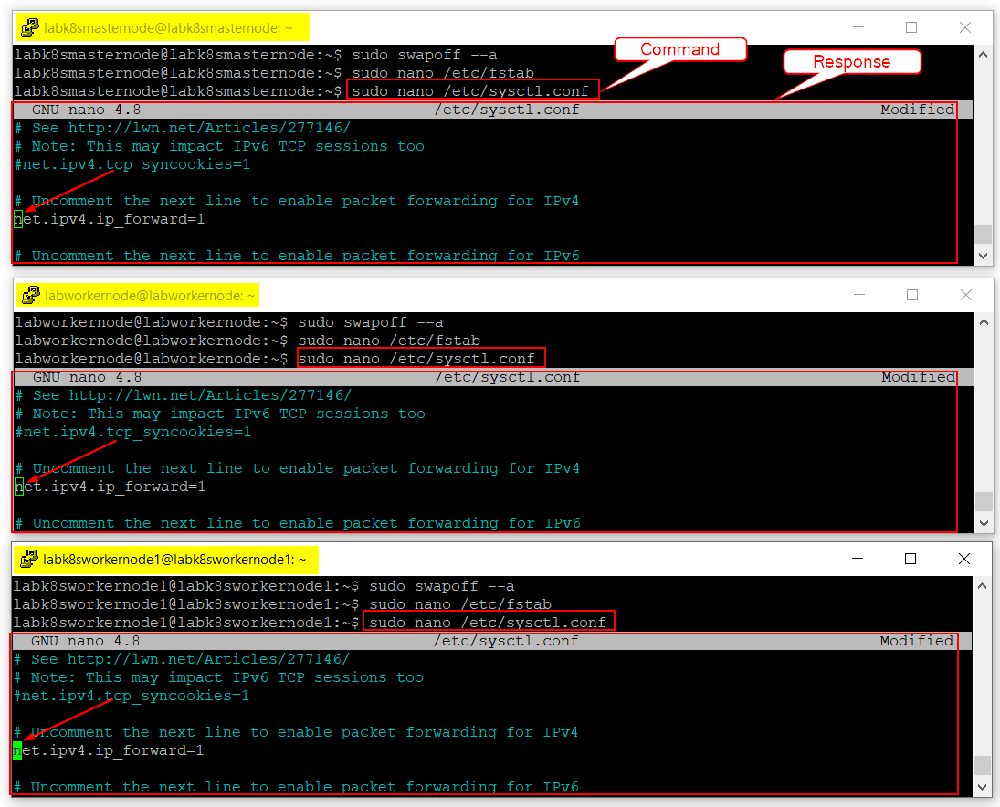 labk8smasternode@labk8smasternode: ~
labk8smasternode@labk8smasternode:~$ sudo swapoff --a
Command
labk8smasternode@labk8smasternode:~$ sudo nano /etc/fstab
Response
labk8smasternode@labk8smasternode:~$ sudo nano /etc/sysctl.conf
GNU nano 4.8 /etc/sysctl.conf Modified
# See http://lwn.net/Articles/277146/
# Note: This may impact IPv6 TCP sessions too
#net.ipv4.tcp_syncookies=1
# Uncomment the next line to enable packet forwarding for IPv4
net.ipv4.ip_forward=1
# Uncomment the next line to enable packet forwarding for IPv6
labworkernode@labworkernode: ~
labworkernode@labworkernode:~$ sudo swapoff --a
labworkernode@labworkernode:~$ sudo nano /etc/fstab
labworkernode@labworkernode:~$ sudo nano /etc/sysctl.conf
GNU nano 4.8 /etc/sysctl.conf Modified
# See http://lwn.net/Articles/277146/
# Note: This may impact IPv6 TCP sessions too
#net.ipv4.tcp_syncookies=1
# Uncomment the next line to enable packet forwarding for IPv4
net.ipv4.ip_forward=1
# Uncomment the next line to enable packet forwarding for IPv6
labk8sworkernode1@labk8sworkernode1: ~
labk8sworkernode1@labk8sworkernode1:~$ sudo swapoff --a
labk8sworkernode1@labk8sworkernode1:~$ sudo nano /etc/fstab
labk8sworkernode1@labk8sworkernode1:~$ sudo nano /etc/sysctl.conf
GNU nano 4.8 /etc/sysctl.conf Modified
# See http://lwn.net/Articles/277146/
# Note: This may impact IPv6 TCP sessions too
#net.ipv4.tcp_syncookies=1
# Uncomment the next line to enable packet forwarding for IPv4
net.ipv4.ip_forward=1
# Uncomment the next line to enable packet forwarding for IPv6